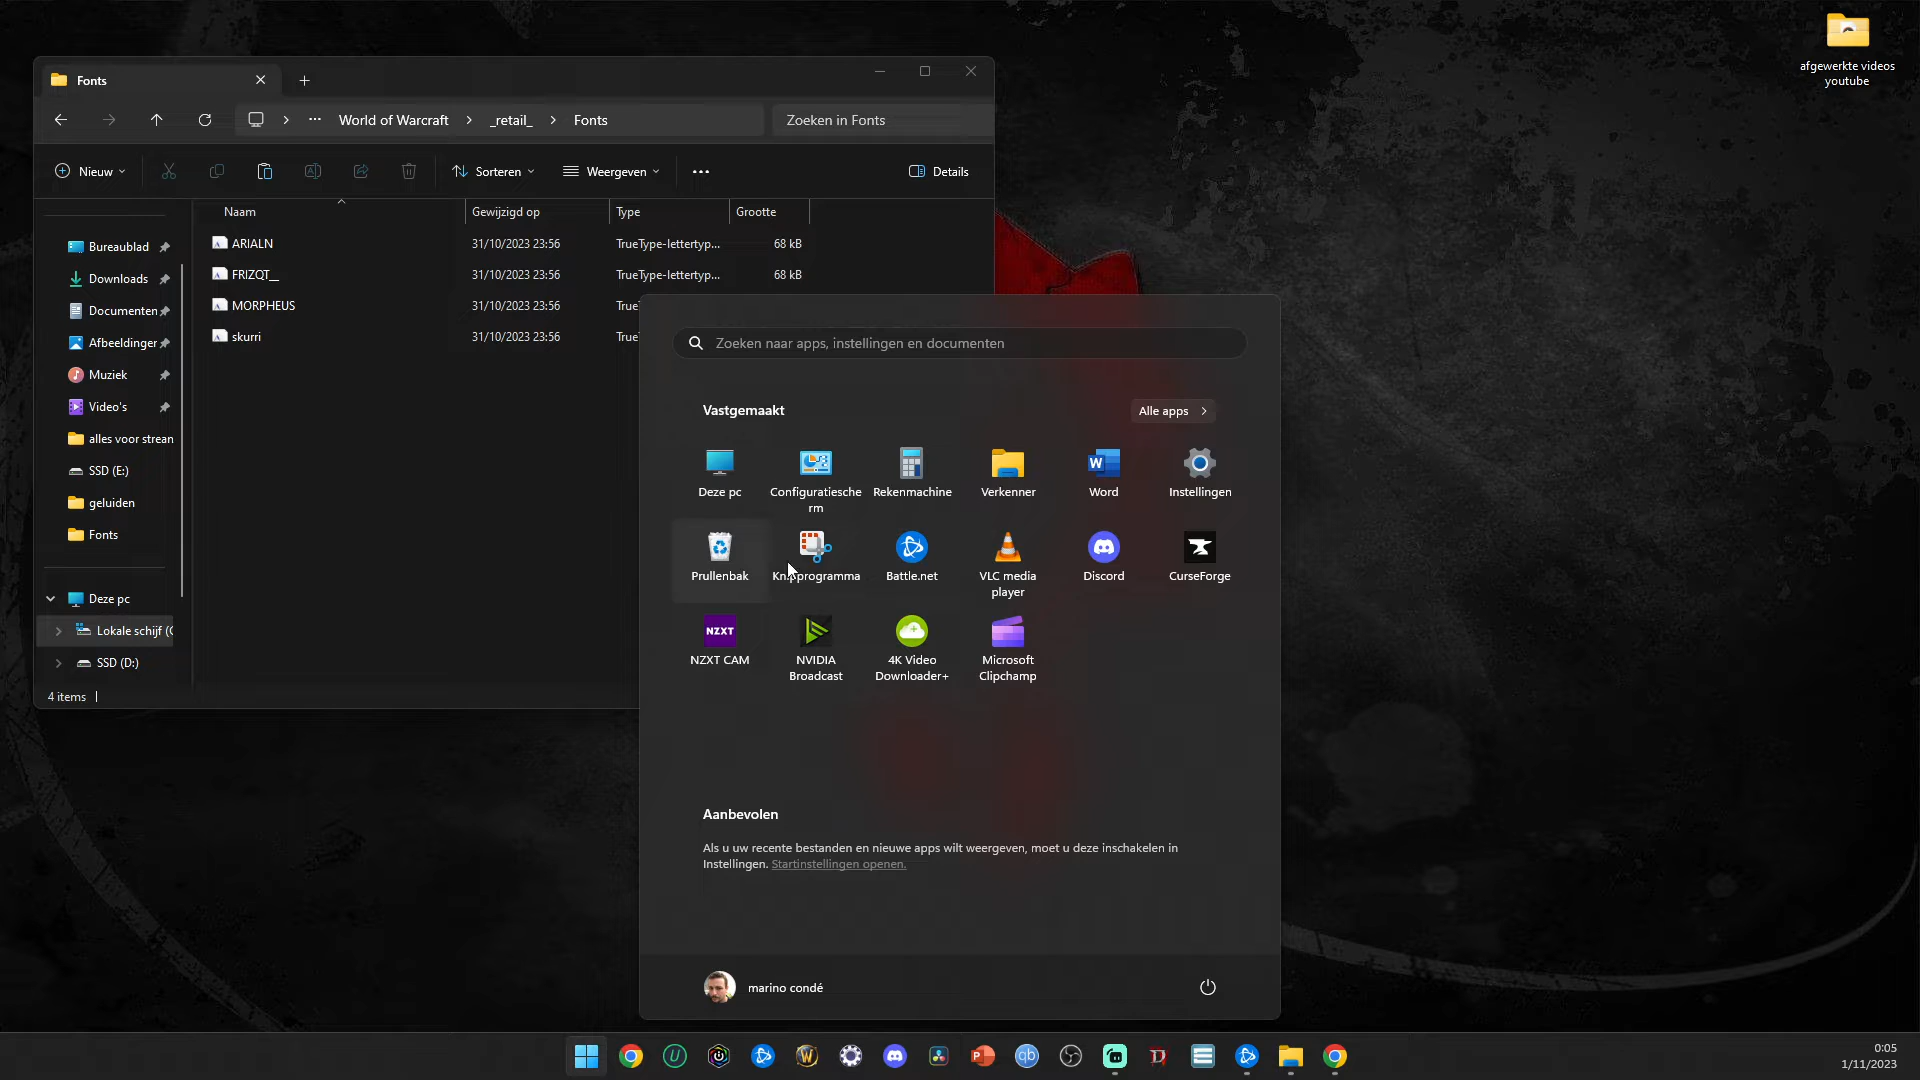 afgewerkte videos
youtube
Fonts
World of Warcraft
_retail_
Fonts
Zoeken in Fonts
Nieuw
Sorteren
Weergeven
Details
Naam
Gewijzigd op
Type
Grootte
ARIALN 31/10/2023 23:56 TrueType-lettertyp... 68 kB
FRIZQT__ 31/10/2023 23:56 TrueType-lettertyp... 68 kB
MORPHEUS 31/10/2023 23:56
skurri 31/10/2023 23:56
Bureaublad
Downloads
Documenten
Afbeeldingen
Muziek
Video's
alles voor strean
SSD (E:)
geluiden
Fonts
Deze pc
Lokale schijf (C
SSD (D:)
4 items
Zoeken naar apps, instellingen en documenten
Vastgemaakt
Alle apps
Deze pc
Configuratiesche
rm
Rekenmachine
Verkenner
Word
Instellingen
Prullenbak
Knipprogramma
Battle.net
VLC media
player
Discord
CurseForge
NZXT
NZXT CAM
NVIDIA
Broadcast
4K Video
Downloader+
Microsoft
Clipchamp
Aanbevolen
Als u uw recente bestanden en nieuwe apps wilt weergeven, moet u deze inschakelen in
Instellingen. Startinstellingen openen.
marino condé
0:05
1/11/2023